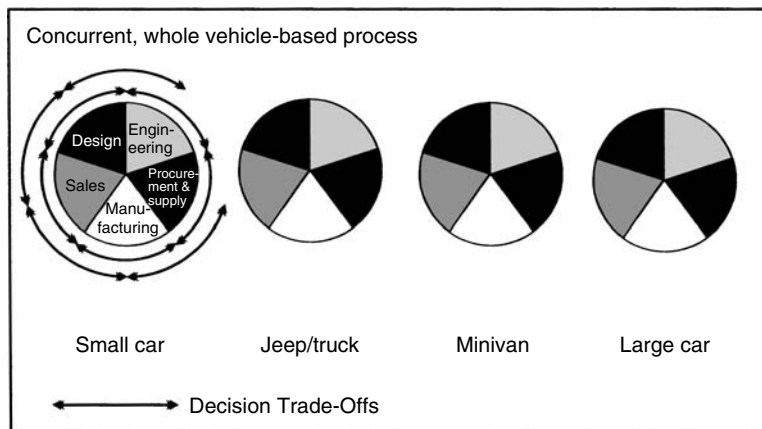 Concurrent, whole vehicle-based process
Design
Engin-
eering
Sales
Procure-
ment &
supply
Manu-
facturing
Small car
Jeep/truck
Minivan
Large car
Decision Trade-Offs